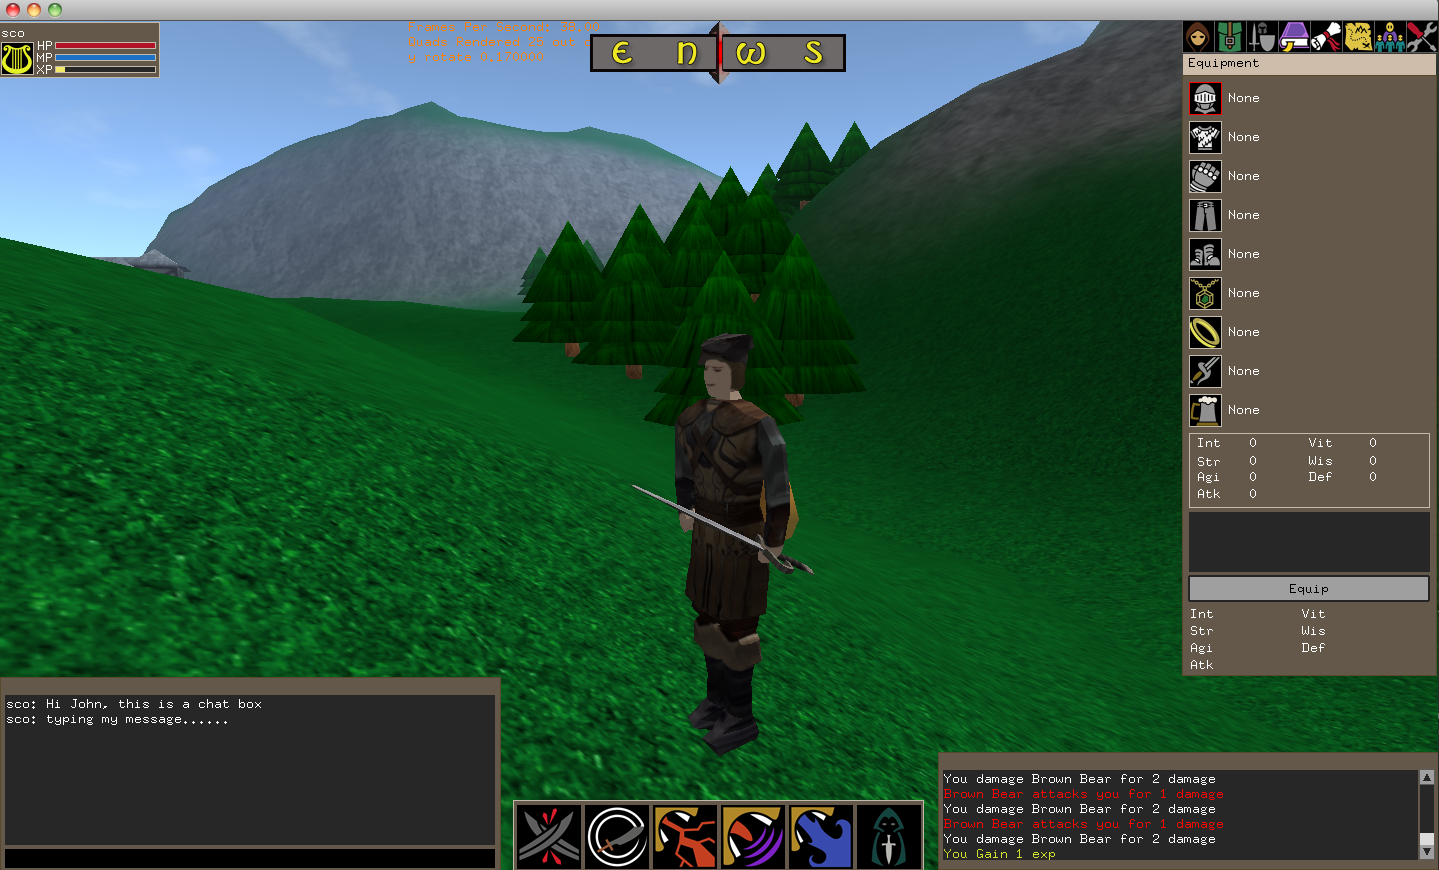 sco
HP
MP
XP
E N W S
Equipment
None
None
None
None
None
None
None
None
None
Int 0 Vit 0
Str 0 Wis 0
Agi 0 Def 0
Atk 0
Equip
Int Vit
Str Wis
Agi Def
Atk
sco: Hi John, this is a chat box
sco: typing my message......
You damage Brown Bear for 2 damage
Brown Bear attacks you for 1 damage
You damage Brown Bear for 2 damage
Brown Bear attacks you for 1 damage
You damage Brown Bear for 2 damage
You Gain 1 exp